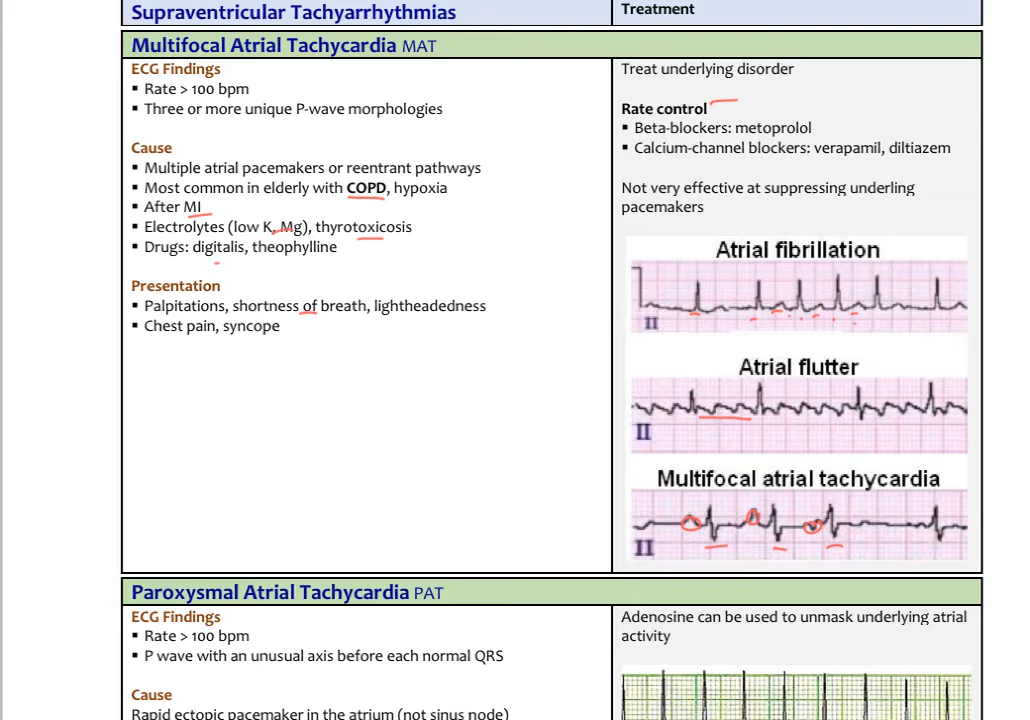 Supraventricular Tachyarrhythmias
Treatment
Multifocal Atrial Tachycardia MAT
ECG Findings
▪ Rate > 100 bpm
▪ Three or more unique P-wave morphologies
Cause
▪ Multiple atrial pacemakers or reentrant pathways
▪ Most common in elderly with COPD, hypoxia
▪ After MI
▪ Electrolytes (low K, Mg), thyrotoxicosis
▪ Drugs: digitalis, theophylline
Presentation
▪ Palpitations, shortness of breath, lightheadedness
▪ Chest pain, syncope
Treat underlying disorder
Rate control
▪ Beta-blockers: metoprolol
▪ Calcium-channel blockers: verapamil, diltiazem
Not very effective at suppressing underling
pacemakers
Atrial fibrillation
II
Atrial flutter
II
Multifocal atrial tachycardia
II
Paroxysmal Atrial Tachycardia PAT
ECG Findings
▪ Rate > 100 bpm
▪ P wave with an unusual axis before each normal QRS
Cause
Rapid ectopic pacemaker in the atrium (not sinus node)
Adenosine can be used to unmask underlying atrial
activity